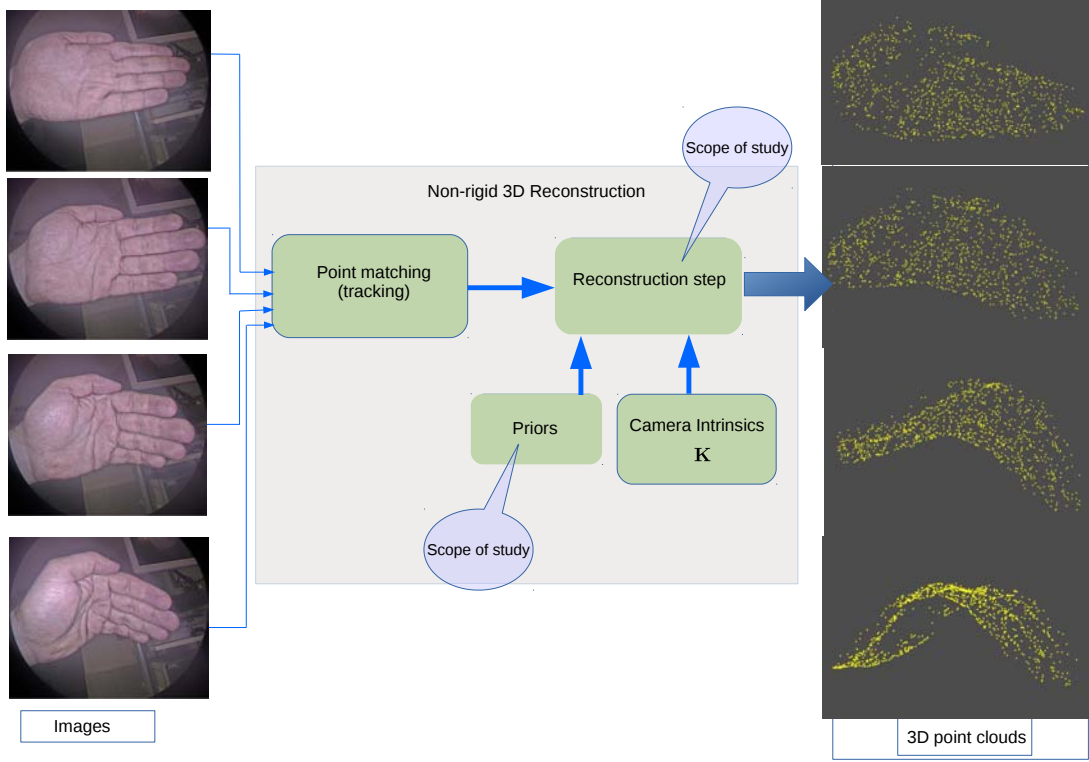 Scope of study
Non-rigid 3D Reconstruction
Point matching
(tracking)
Reconstruction step
Priors
Camera Intrinsics
K
Scope of study
Images
3D point clouds